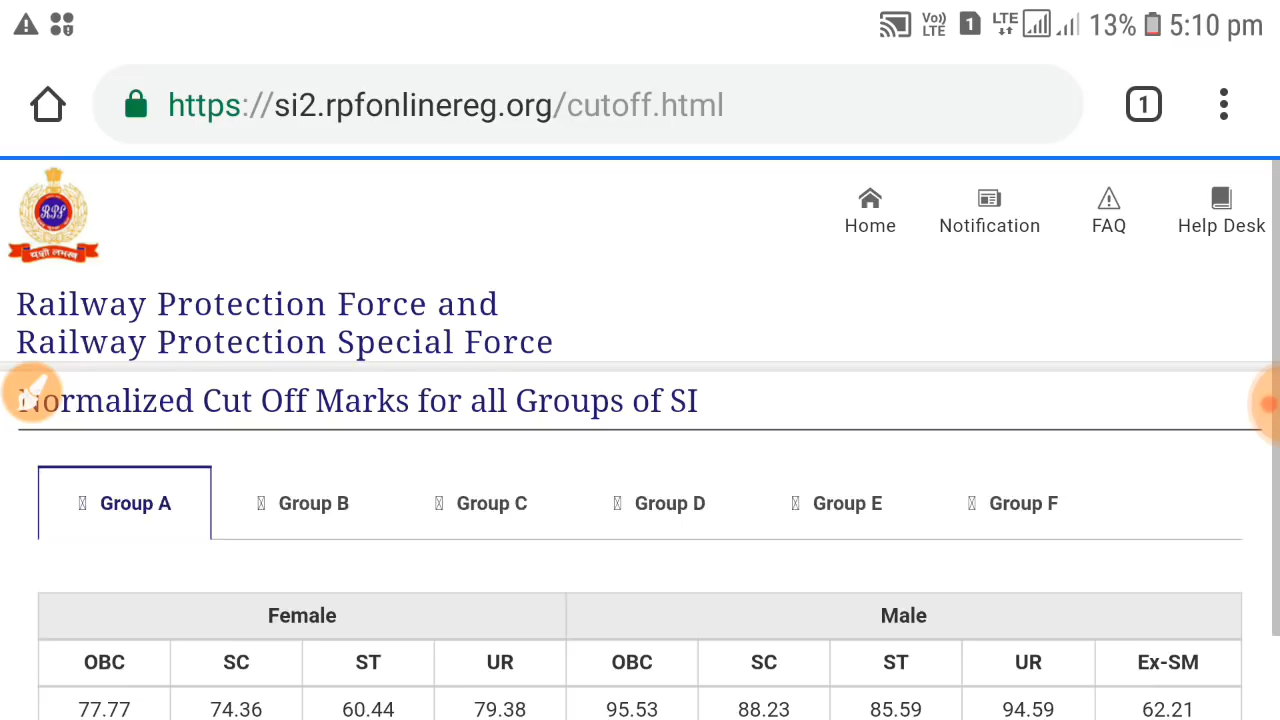 Vo)) LTE 1 LTE 13% 5:10 pm
https://si2.rpfonlinereg.org/cutoff.html
1
RPF
यशो लभस्व
Home Notification FAQ Help Desk
Railway Protection Force and
Railway Protection Special Force
Normalized Cut Off Marks for all Groups of SI
Group A Group B Group C Group D Group E Group F
Female Male
OBC SC ST UR OBC SC ST UR Ex-SM
77.77 74.36 60.44 79.38 95.53 88.23 85.59 94.59 62.21